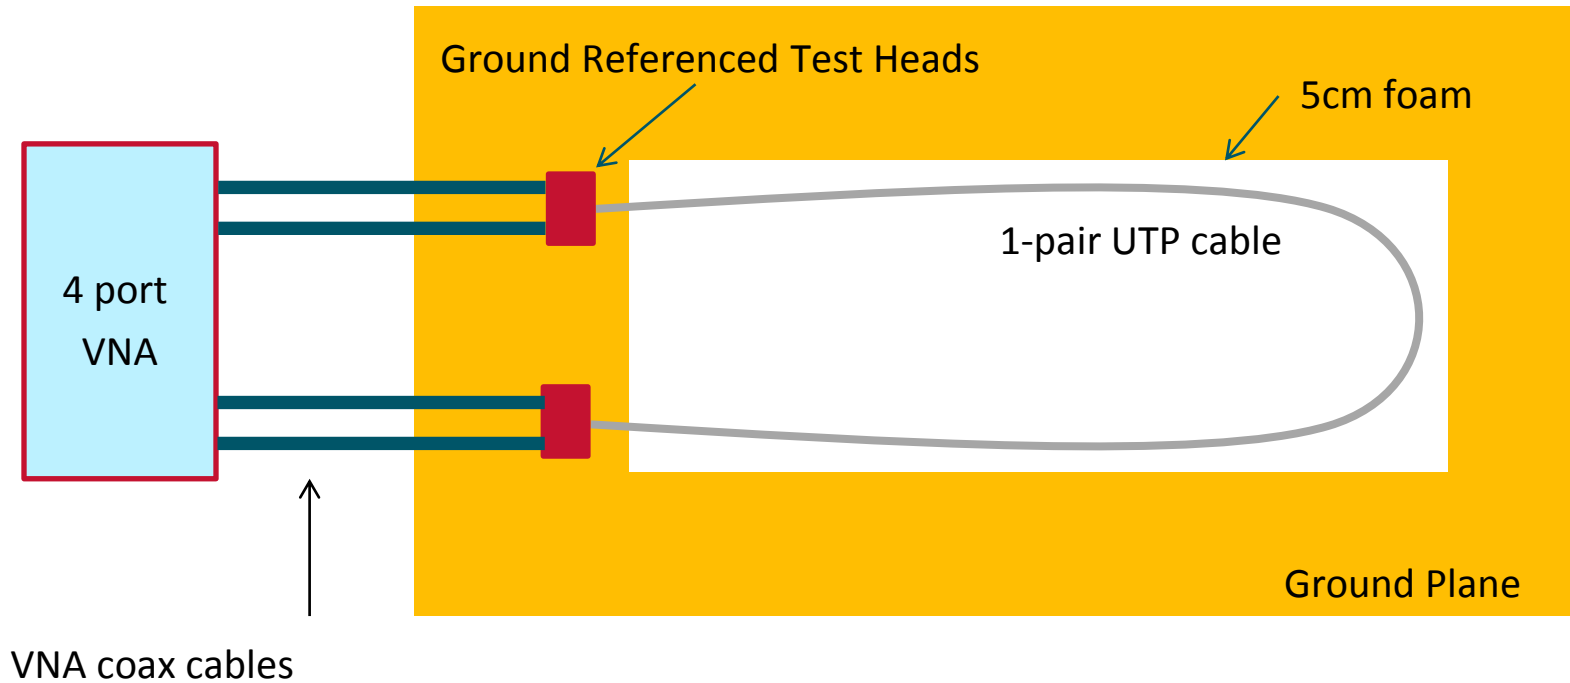 Ground Referenced Test Heads
5cm foam
1-pair UTP cable
4 port
VNA
Ground Plane
VNA coax cables